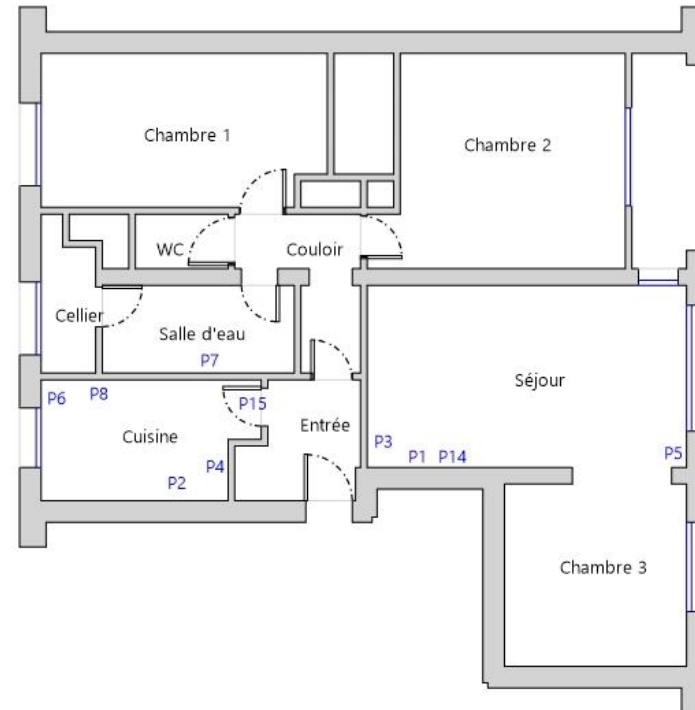 Chambre 1
Chambre 2
WC
Couloir
Cellier
Salle d'eau
P7
Séjour
P6
P8
P15
Cuisine
Entrée
P3
P1
P14
P5
P4
P2
Chambre 3